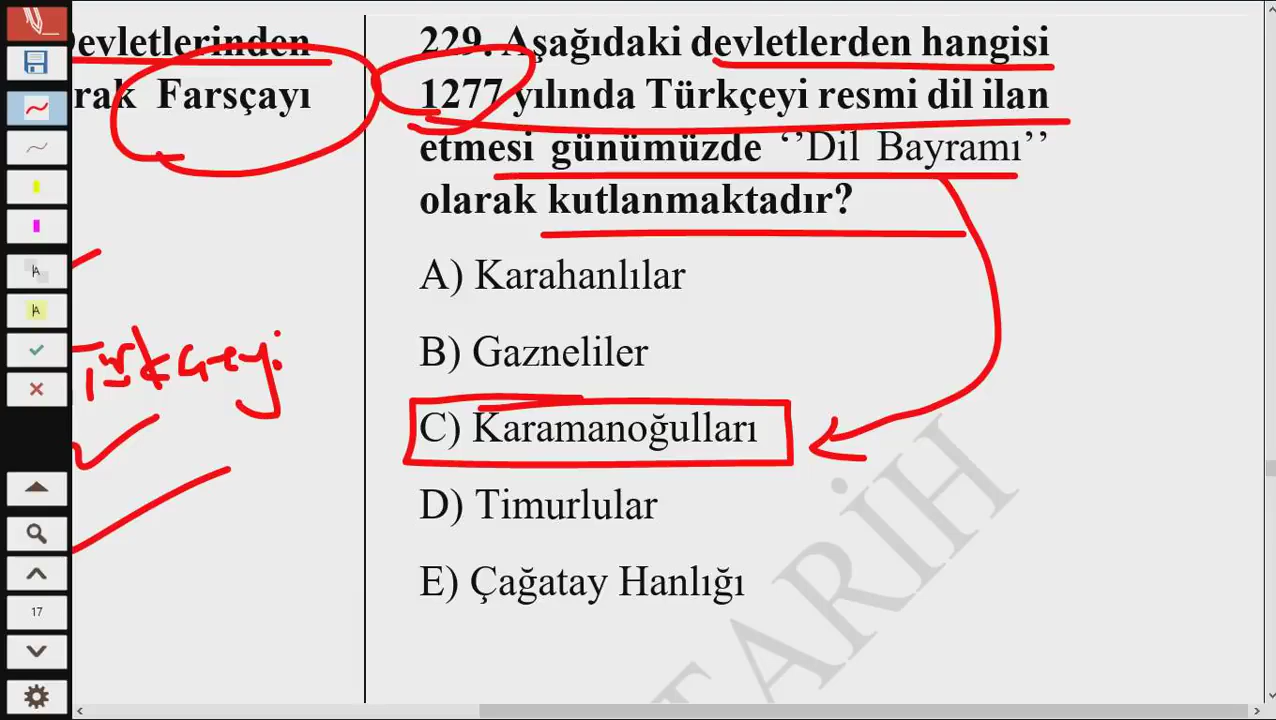 Devletlerinden
rak Farsçayı
Türkçeyi
229. Aşağıdaki devletlerden hangisi
1277 yılında Türkçeyi resmi dil ilan
etmesi günümüzde ‘’Dil Bayramı’’
olarak kutlanmaktadır?
A) Karahanlılar
B) Gazneliler
C) Karamanoğulları
D) Timurlular
E) Çağatay Hanlığı
TARİH
17